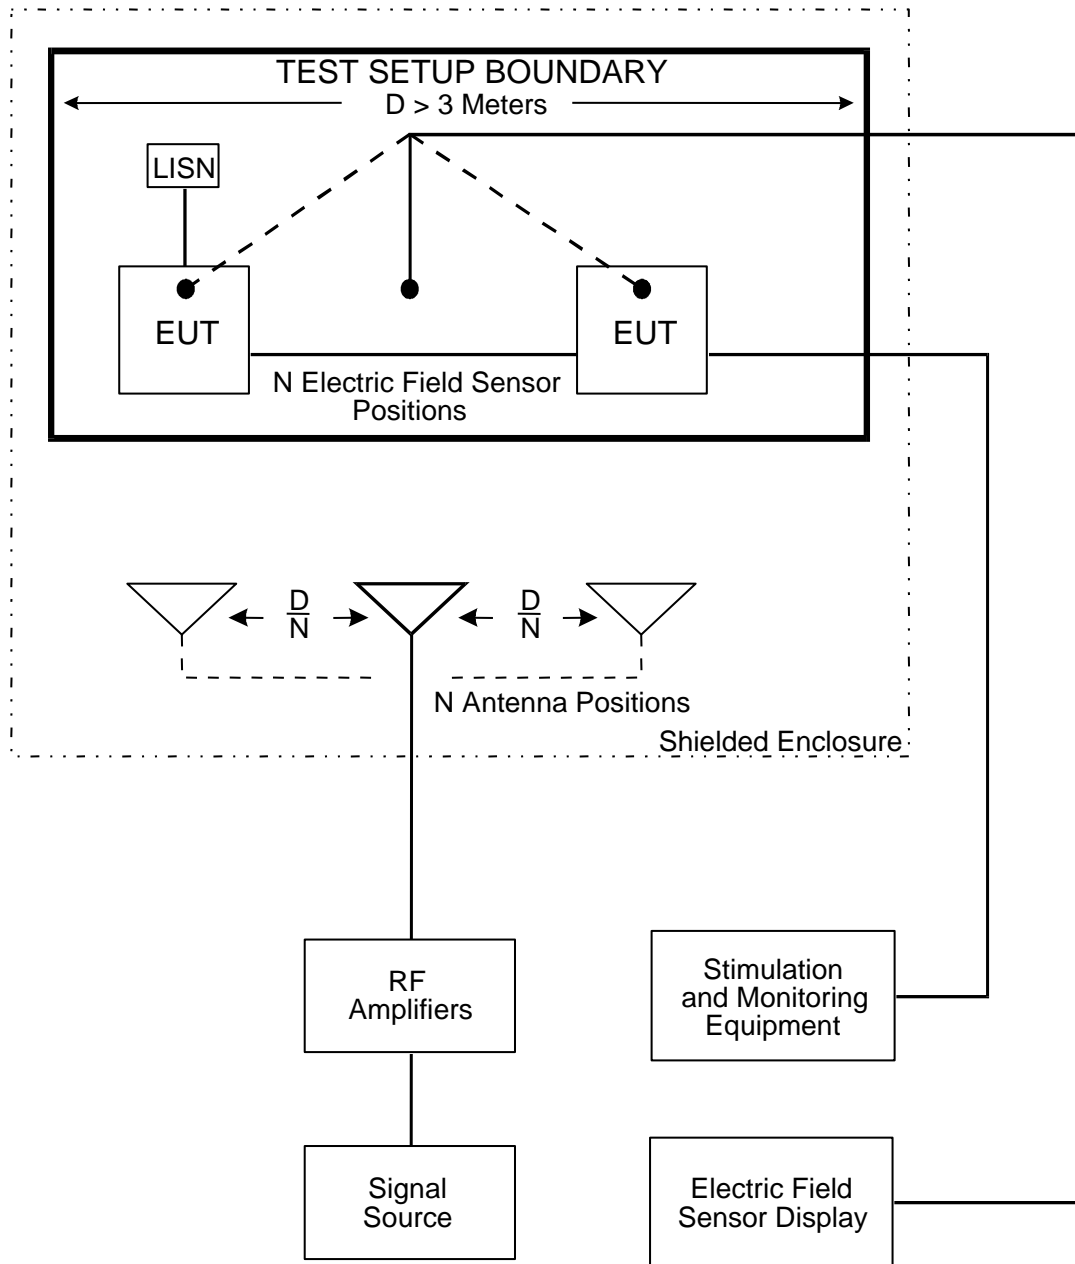 TEST SETUP BOUNDARY
D > 3 Meters
LISN
EUT
EUT
N Electric Field Sensor
Positions
D
N
D
N
N Antenna Positions
Shielded Enclosure
RF
Amplifiers
Stimulation
and Monitoring
Equipment
Signal
Source
Electric Field
Sensor Display